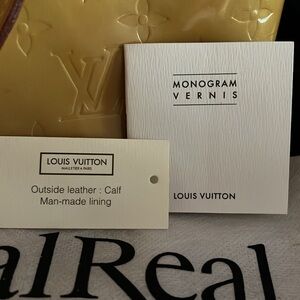 MONOGRAM
VERNIS
LOUIS VUITTON
MALLETIER À PARIS
Outside leather : Calf
Man-made lining
LOUIS VUITTON
alReal